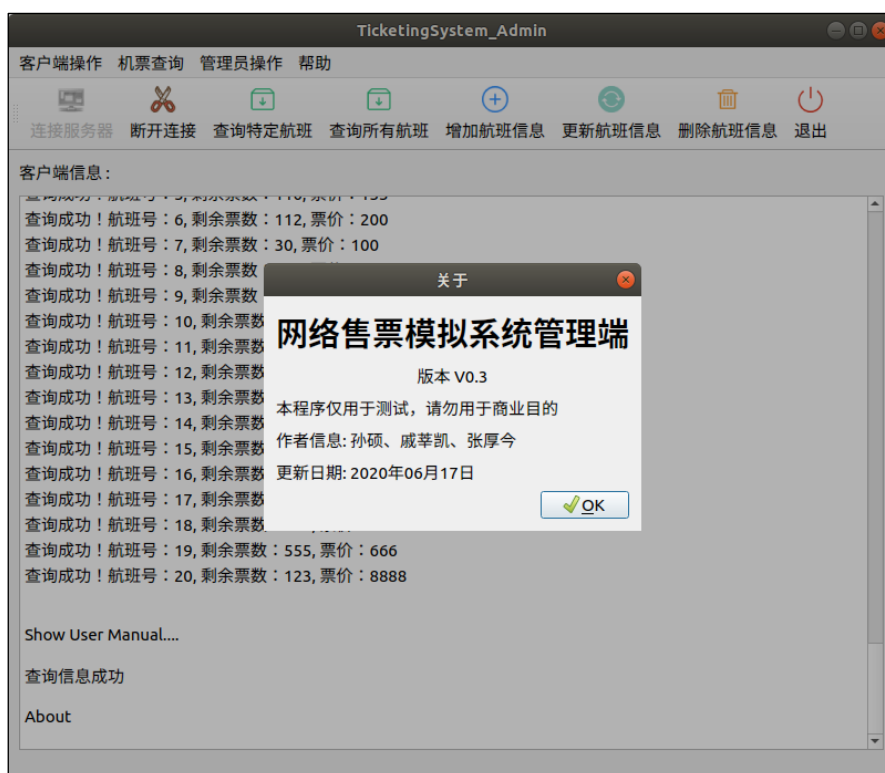 TicketingSystem_Admin
客户端操作 机票查询 管理员操作 帮助
连接服务器 断开连接 查询特定航班 查询所有航班 增加航班信息 更新航班信息 删除航班信息 退出
客户端信息:
查询成功！航班号：6, 剩余票数：112, 票价：200
查询成功！航班号：7, 剩余票数：30, 票价：100
查询成功！航班号：8, 剩余票数
查询成功！航班号：9, 剩余票数
查询成功！航班号：10, 剩余票数
查询成功！航班号：11, 剩余票数
查询成功！航班号：12, 剩余票数
查询成功！航班号：13, 剩余票数
查询成功！航班号：14, 剩余票数
查询成功！航班号：15, 剩余票数
查询成功！航班号：16, 剩余票数
查询成功！航班号：17, 剩余票数
查询成功！航班号：18, 剩余票数
查询成功！航班号：19, 剩余票数：555, 票价：666
查询成功！航班号：20, 剩余票数：123, 票价：8888
Show User Manual....
查询信息成功
About
关于
网络售票模拟系统管理端
版本 V0.3
本程序仅用于测试，请勿用于商业目的
作者信息: 孙硕、戚莘凯、张厚今
更新日期: 2020年06月17日
OK